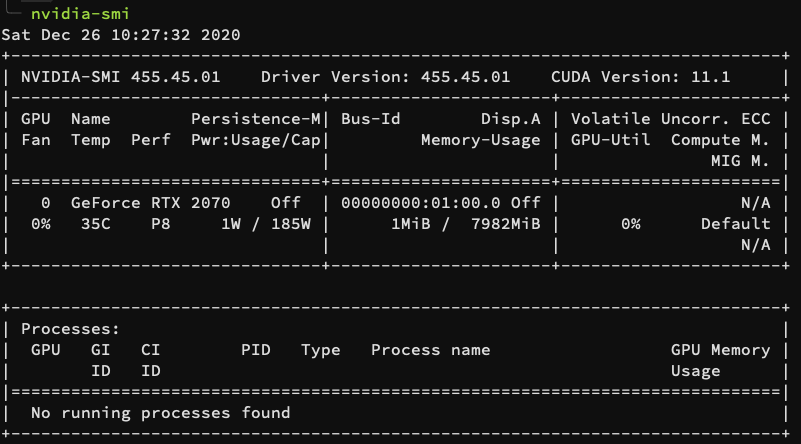 nvidia-smi
Sat Dec 26 10:27:32 2020
+-----------------------------------------------------------------------------+
| NVIDIA-SMI 455.45.01    Driver Version: 455.45.01    CUDA Version: 11.1     |
|-------------------------------+----------------------+----------------------+
| GPU  Name        Persistence-M| Bus-Id        Disp.A | Volatile Uncorr. ECC |
| Fan  Temp  Perf  Pwr:Usage/Cap|         Memory-Usage | GPU-Util  Compute M. |
|                               |                      |               MIG M. |
|===============================+======================+======================|
|   0  GeForce RTX 2070    Off  | 00000000:01:00.0 Off |                  N/A |
|  0%   35C    P8     1W / 185W |      1MiB /  7982MiB |      0%      Default |
|                               |                      |                  N/A |
+-------------------------------+----------------------+----------------------+

+-----------------------------------------------------------------------------+
| Processes:                                                                  |
|  GPU   GI   CI        PID   Type   Process name                  GPU Memory |
|        ID   ID                                                   Usage      |
|=============================================================================|
|  No running processes found                                                 |
+-----------------------------------------------------------------------------+